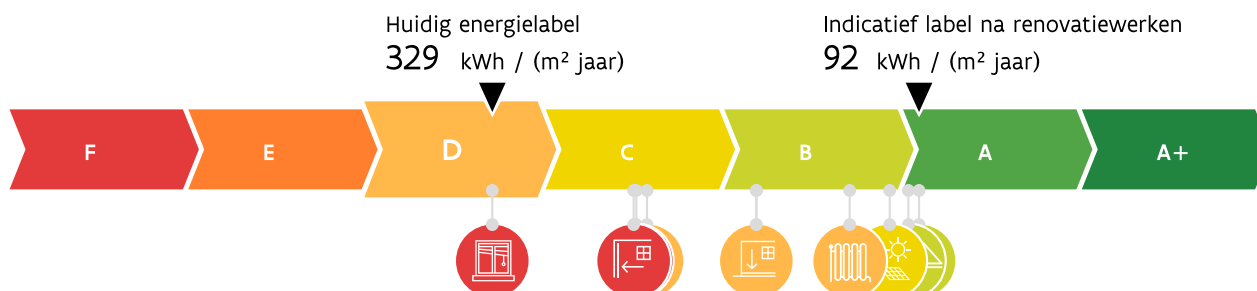 Huidig energielabel
329 kWh / (m² jaar)
Indicatief label na renovatiewerken
92 kWh / (m² jaar)
F E D C B A A+